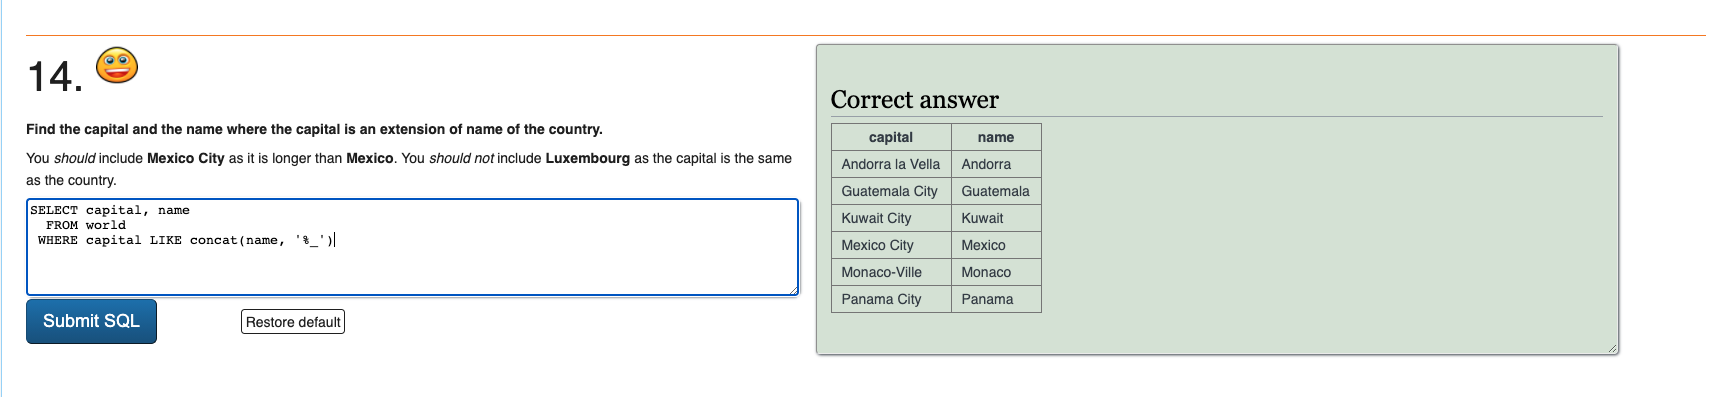 14.
Find the capital and the name where the capital is an extension of name of the country.
You should include Mexico City as it is longer than Mexico. You should not include Luxembourg as the capital is the same
as the country.
SELECT capital, name
FROM world
WHERE capital LIKE concat(name, '%_')
Submit SQL
Restore default
Correct answer
capital name
Andorra la Vella Andorra
Guatemala City Guatemala
Kuwait City Kuwait
Mexico City Mexico
Monaco-Ville Monaco
Panama City Panama